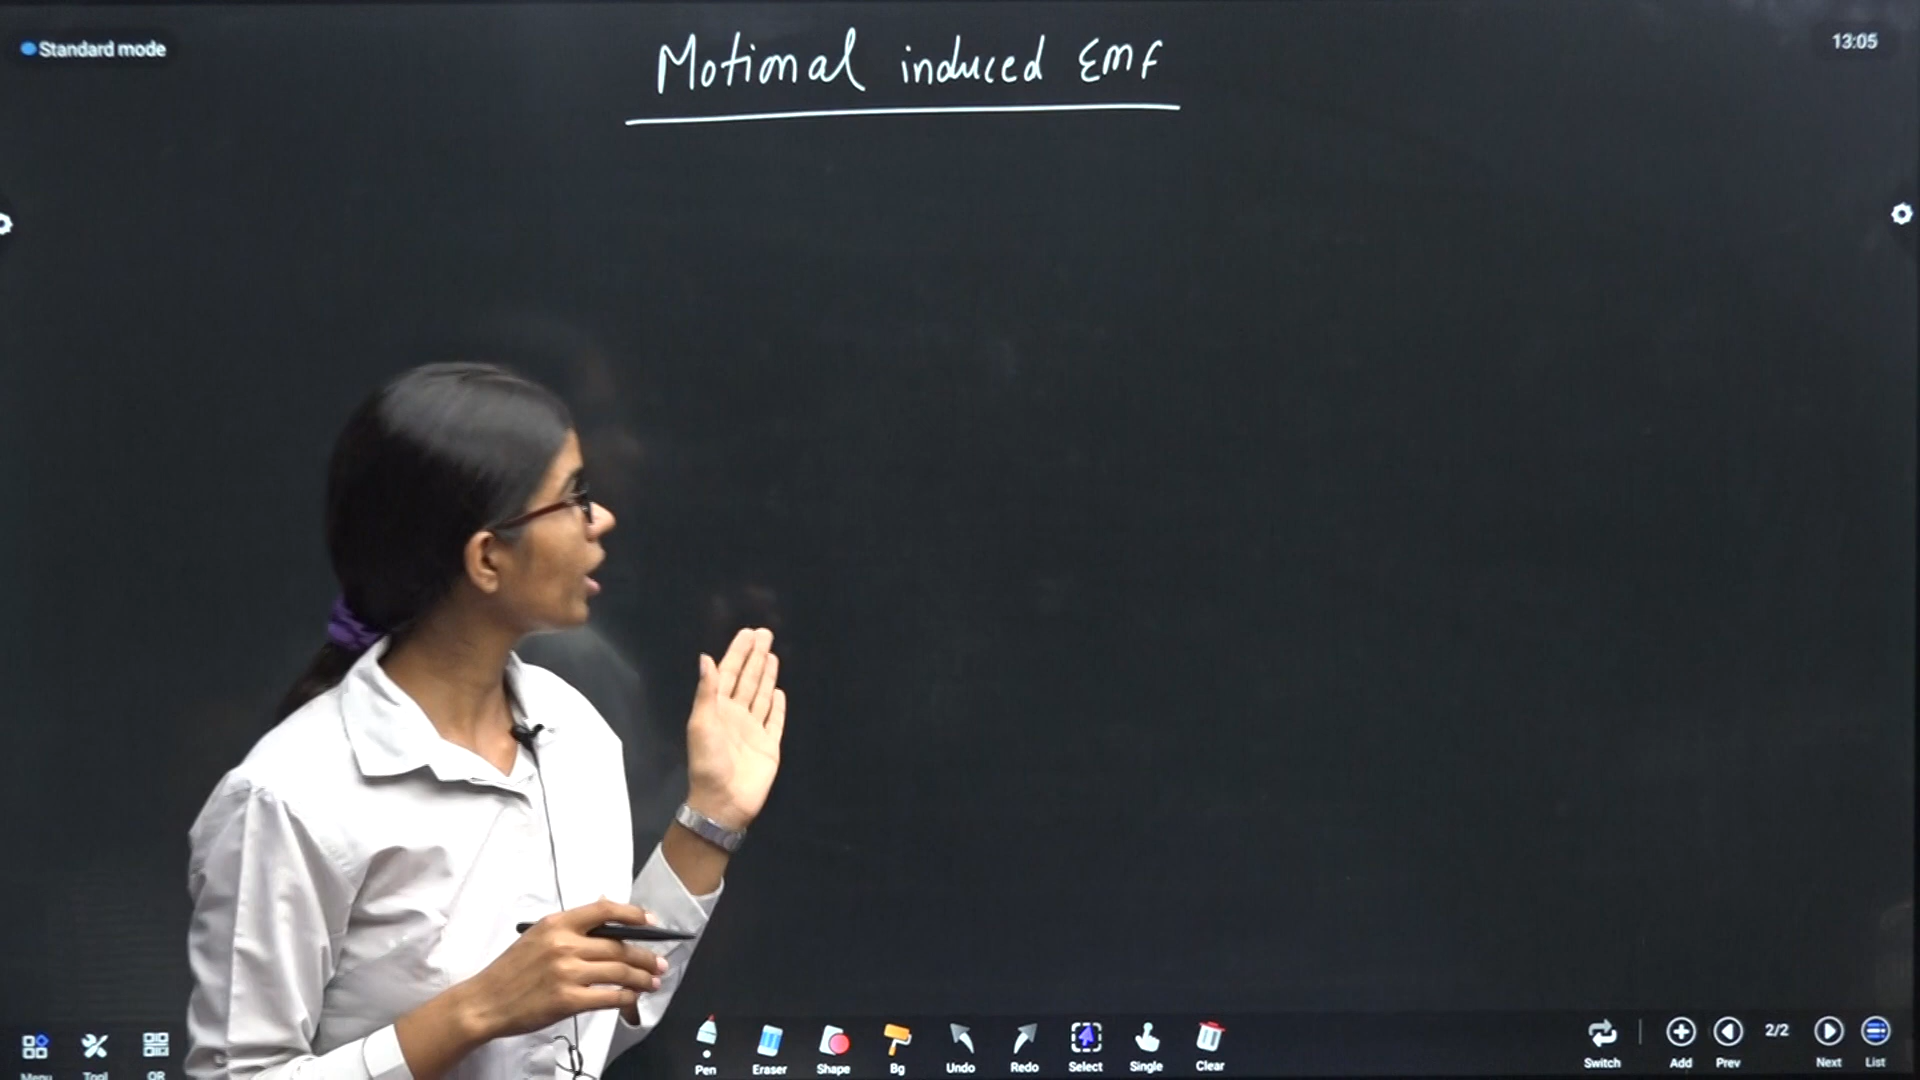 Standard mode
Motional induced Emf
13:05
Menu Tool QR Pen Eraser Shape Bg Undo Redo Select Single Clear Switch Add Prev 2/2 Next List